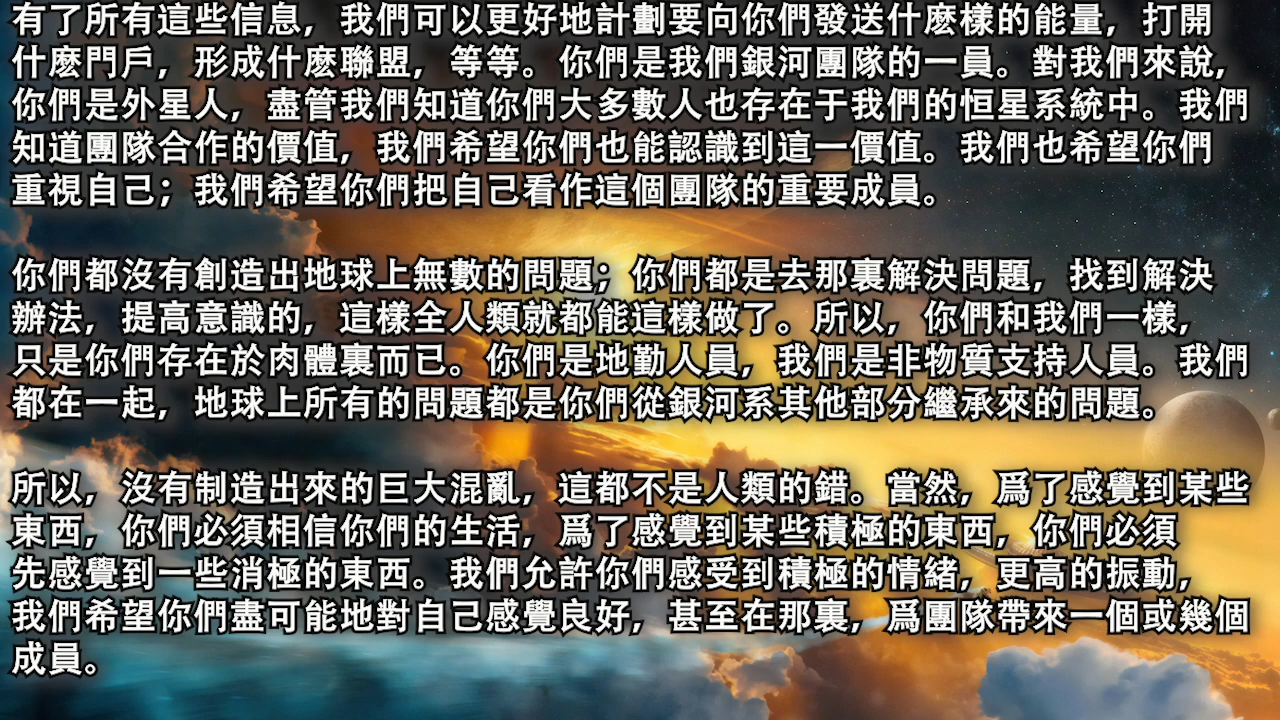 有了所有這些信息，我們可以更好地計劃要向你們發送什麽樣的能量，打開
什麽門戶，形成什麽聯盟，等等。你們是我們銀河團隊的一員。對我們來說，
你們是外星人，盡管我們知道你們大多數人也存在于我們的恒星系統中。我們
知道團隊合作的價值，我們希望你們也能認識到這一價值。我們也希望你們
重視自己；我們希望你們把自己看作這個團隊的重要成員。
你們都沒有創造出地球上無數的問題；你們都是去那裏解決問題，找到解決
辦法，提高意識的，這樣全人類就都能這樣做了。所以，你們和我們一樣，
只是你們存在於肉體裏而已。你們是地勤人員，我們是非物質支持人員。我們
都在一起，地球上所有的問題都是你們從銀河系其他部分繼承來的問題。
所以，沒有制造出來的巨大混亂，這都不是人類的錯。當然，爲了感覺到某些
東西，你們必須相信你們的生活，爲了感覺到某些積極的東西，你們必須
先感覺到一些消極的東西。我們允許你們感受到積極的情緒，更高的振動，
我們希望你們盡可能地對自己感覺良好，甚至在那裏，爲團隊帶來一個或幾個
成員。